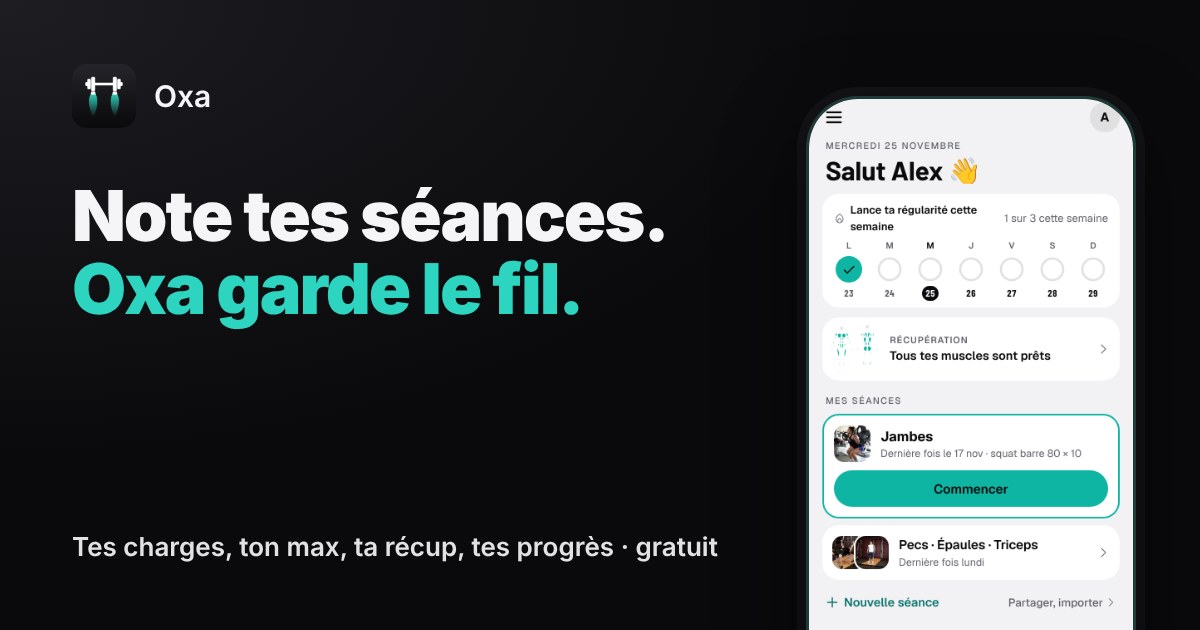 Oxa
Note tes séances.
Oxa garde le fil.
Tes charges, ton max, ta récup, tes progrès · gratuit
A
MERCREDI 25 NOVEMBRE
Salut Alex 👋
Lance ta régularité cette
semaine
1 sur 3 cette semaine
L M M J V S D
23 24 25 26 27 28 29
RÉCUPÉRATION
Tous tes muscles sont prêts
MES SÉANCES
Jambes
Dernière fois le 17 nov · squat barre 80 × 10
Commencer
Pecs · Épaules · Triceps
Dernière fois lundi
+ Nouvelle séance
Partager, importer